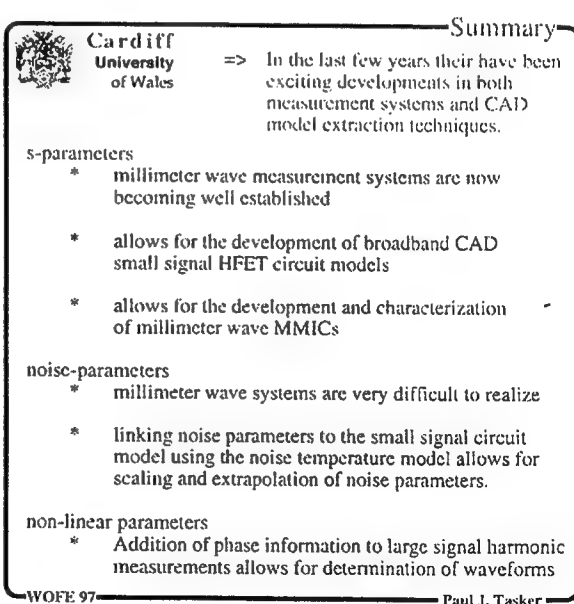 Summary
Cardiff
University
of Wales
=> In the last few years their have been
exciting developments in both
measurement systems and CAD
model extraction techniques.
s-parameters
* millimeter wave measurement systems are now
becoming well established
* allows for the development of broadband CAD
small signal HFET circuit models
* allows for the development and characterization
of millimeter wave MMICs
noise-parameters
* millimeter wave systems are very difficult to realize
* linking noise parameters to the small signal circuit
model using the noise temperature model allows for
scaling and extrapolation of noise parameters.
non-linear parameters
* Addition of phase information to large signal harmonic
measurements allows for determination of waveforms
WOFE 97
Paul J. Tasker